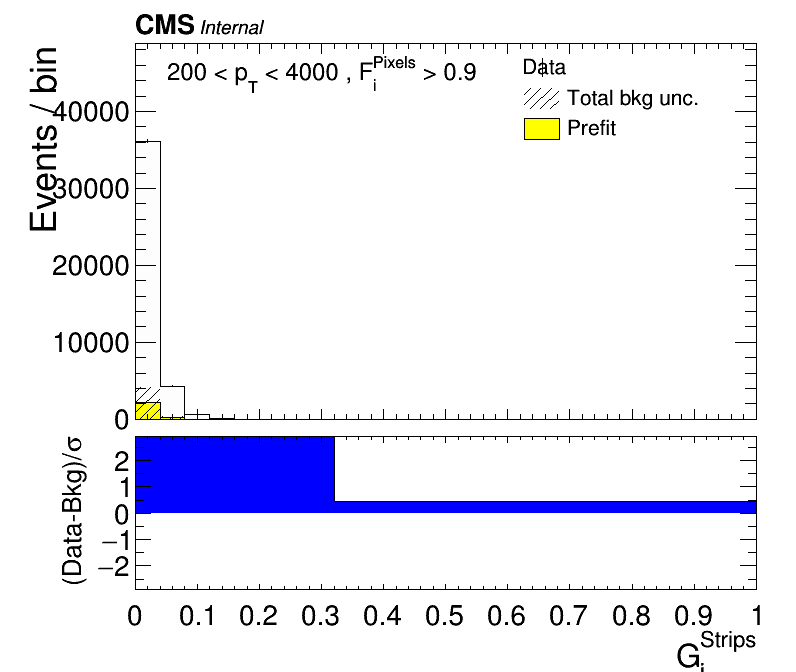 CMS Internal
200 < p_T < 4000 , F_i^Pixels > 0.9
Data
Total bkg unc.
Prefit
Events / bin
40000
30000
20000
10000
0
(Data-Bkg)/σ
2
1
0
−1
−2
0 0.1 0.2 0.3 0.4 0.5 0.6 0.7 0.8 0.9 1
G_i^Strips